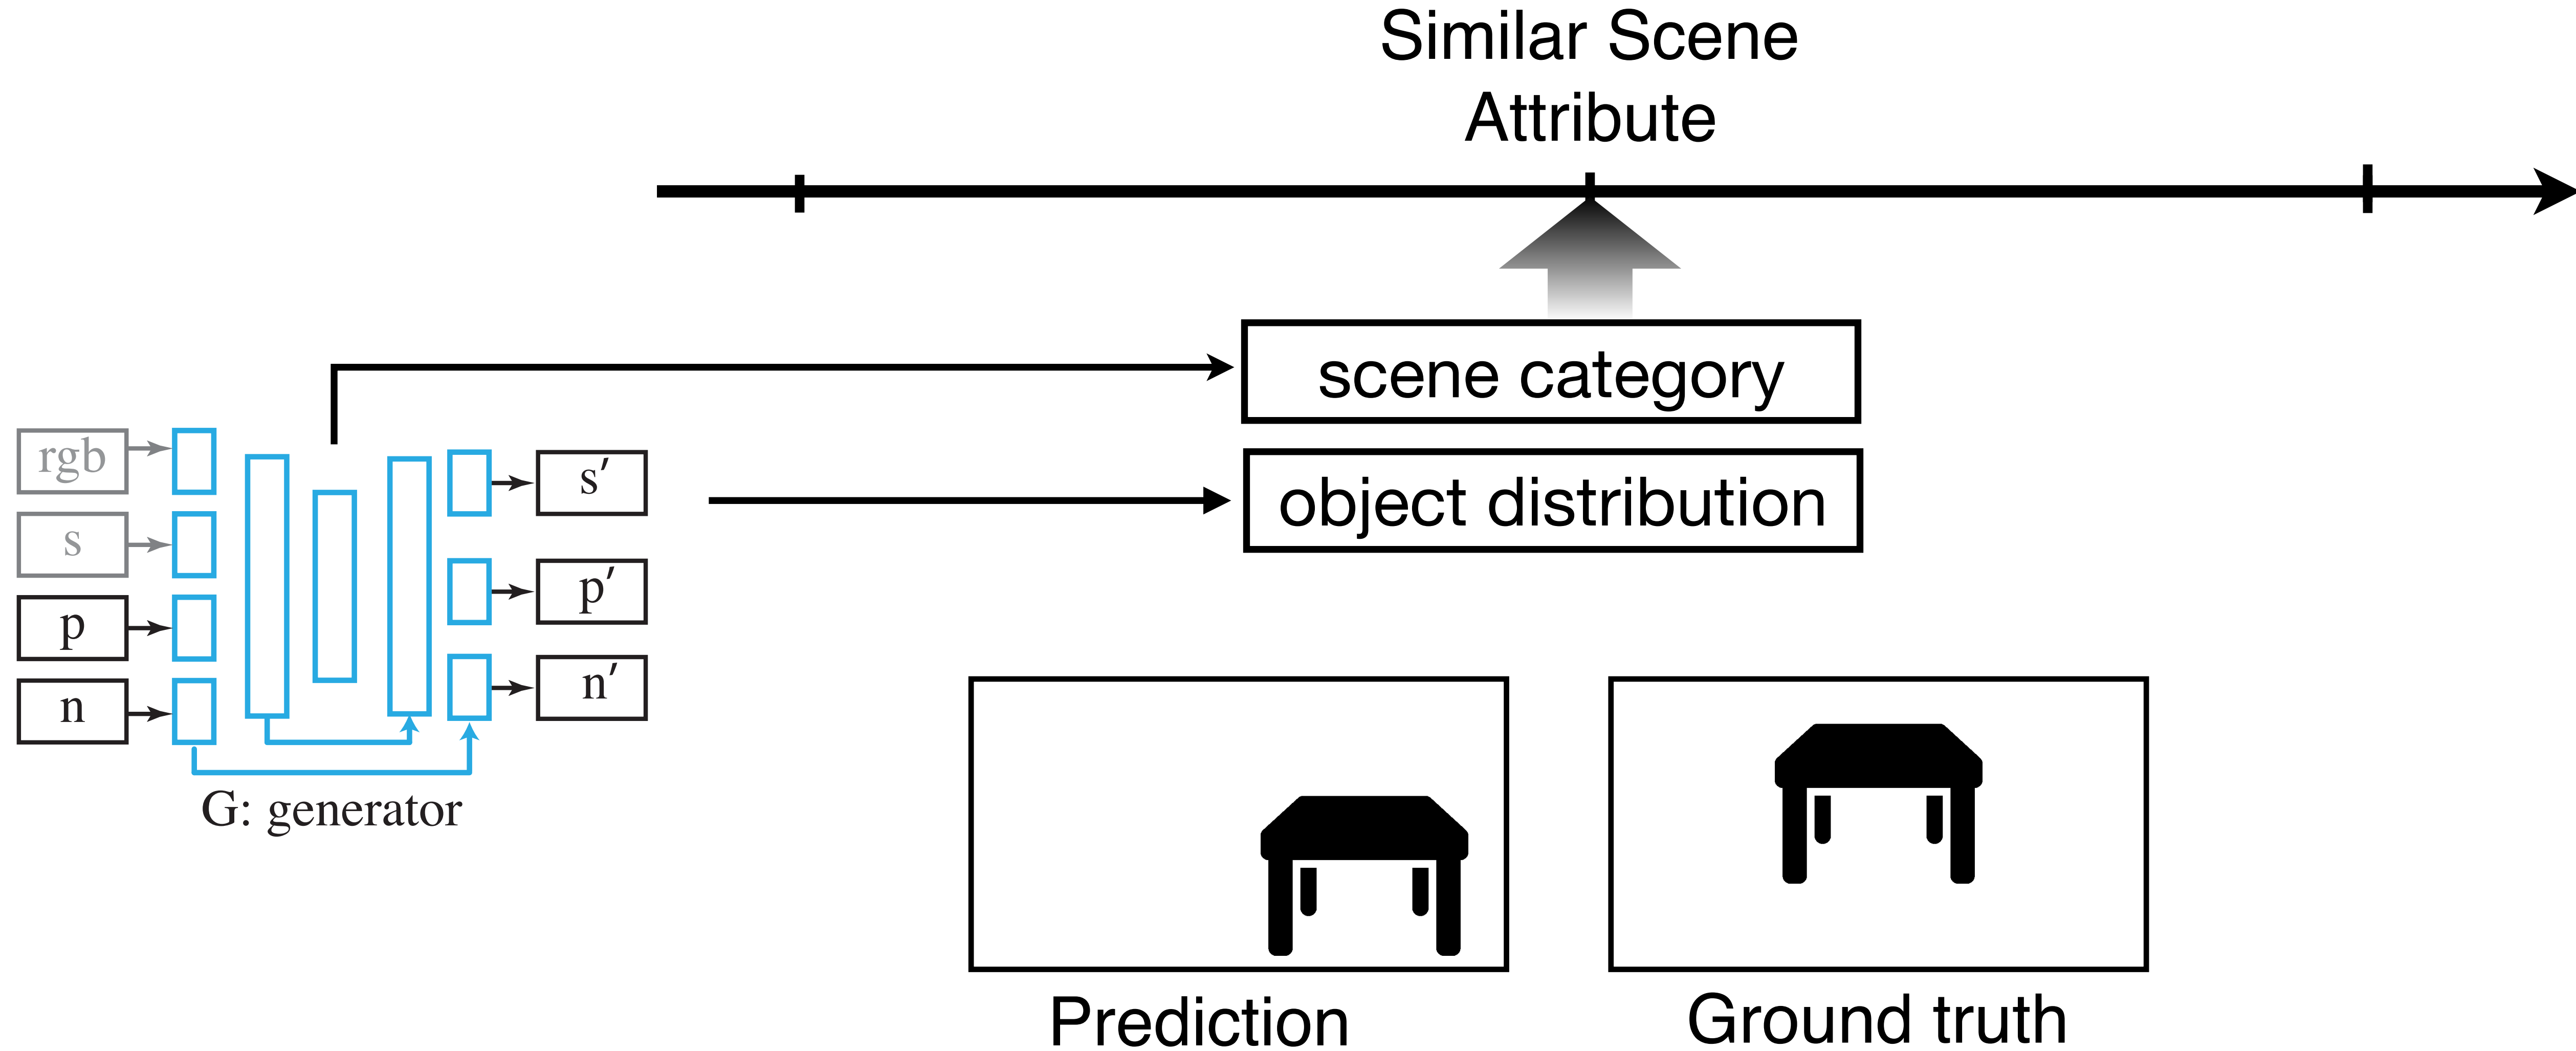 Similar Scene
Attribute
scene category
object distribution
rgb
s
p
n
s′
p′
n′
G: generator
Prediction
Ground truth